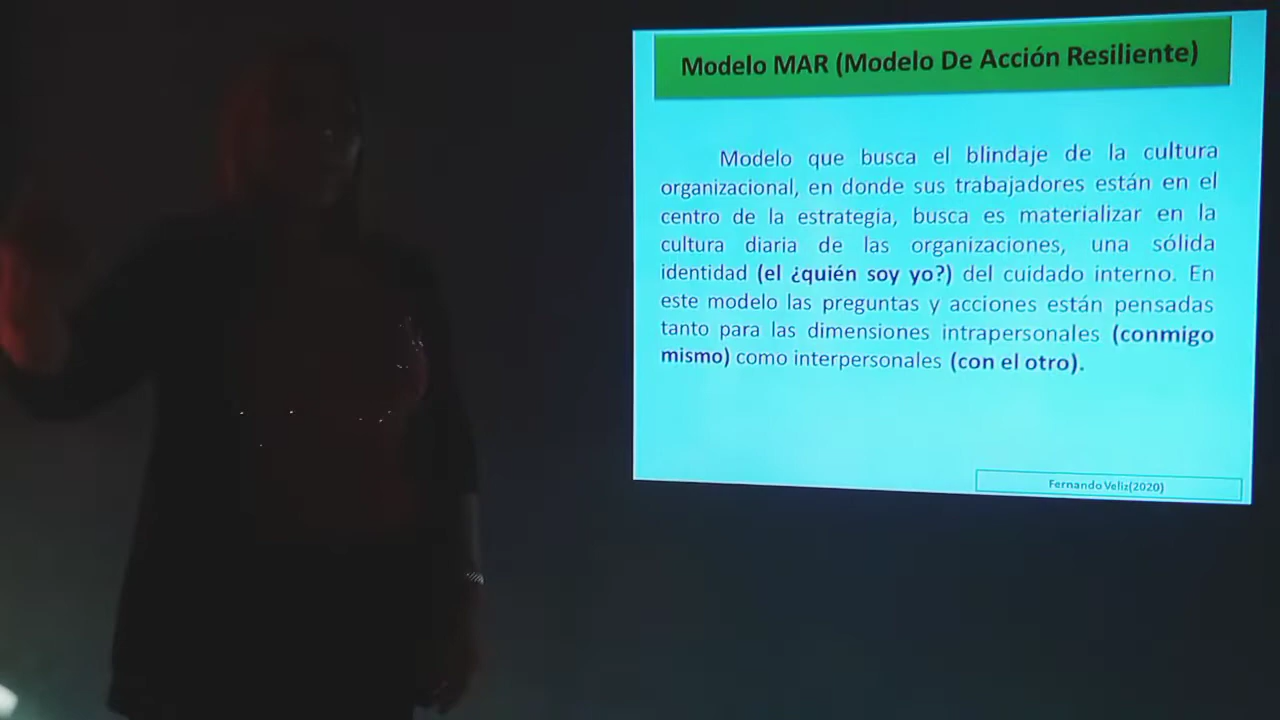 Modelo MAR (Modelo De Acción Resiliente)
Modelo que busca el blindaje de la cultura
organizacional, en donde sus trabajadores están en el
centro de la estrategia, busca es materializar en la
cultura diaria de las organizaciones, una sólida
identidad (el ¿quién soy yo?) del cuidado interno. En
este modelo las preguntas y acciones están pensadas
tanto para las dimensiones intrapersonales (conmigo
mismo) como interpersonales (con el otro).
Fernando Veliz(2020)